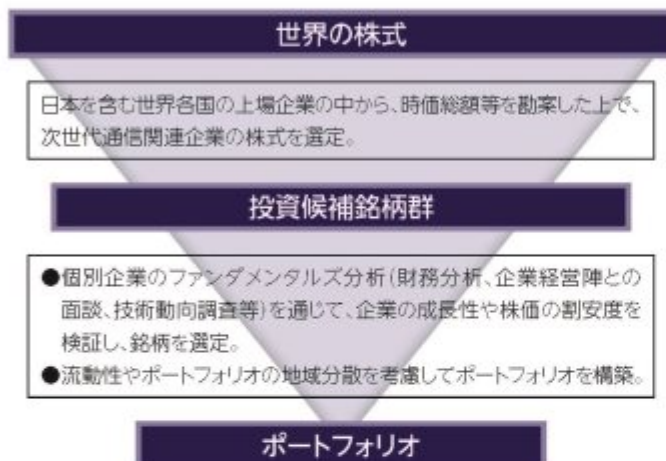 世界の株式
日本を含む世界各国の上場企業の中から、時価総額等を勘案した上で、
次世代通信関連企業の株式を選定。
投資候補銘柄群
●個別企業のファンダメンタルズ分析(財務分析、企業経営陣との
面談、技術動向調査等)を通じて、企業の成長性や株価の割安度を
検証し、銘柄を選定。
●流動性やポートフォリオの地域分散を考慮してポートフォリオを構築。
ポートフォリオ